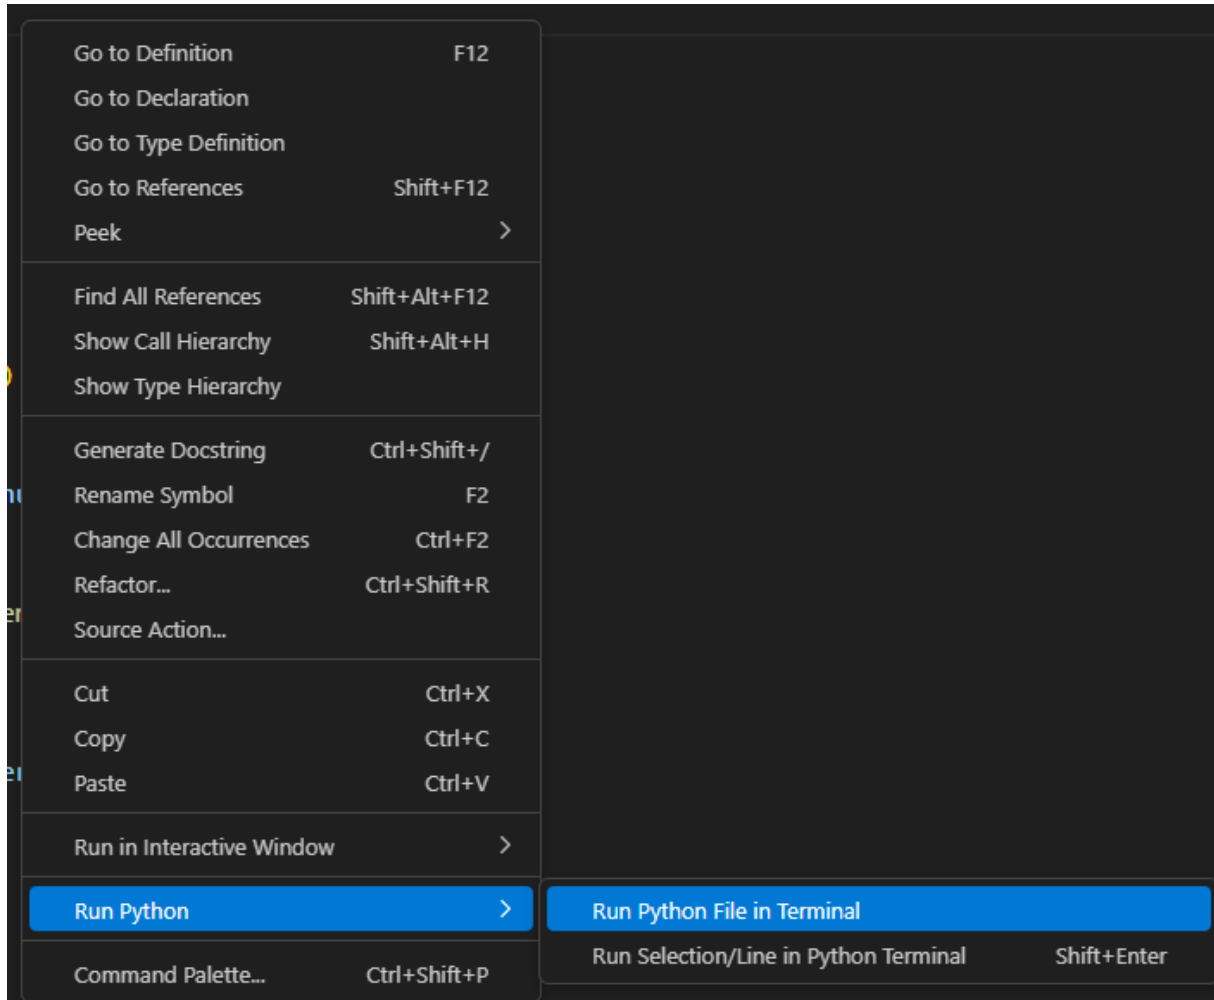 Go to Definition F12
Go to Declaration
Go to Type Definition
Go to References Shift+F12
Peek
Find All References Shift+Alt+F12
Show Call Hierarchy Shift+Alt+H
Show Type Hierarchy
Generate Docstring Ctrl+Shift+/
Rename Symbol F2
Change All Occurrences Ctrl+F2
Refactor... Ctrl+Shift+R
Source Action...
Cut Ctrl+X
Copy Ctrl+C
Paste Ctrl+V
Run in Interactive Window
Run Python
Run Python File in Terminal
Run Selection/Line in Python Terminal Shift+Enter
Command Palette... Ctrl+Shift+P